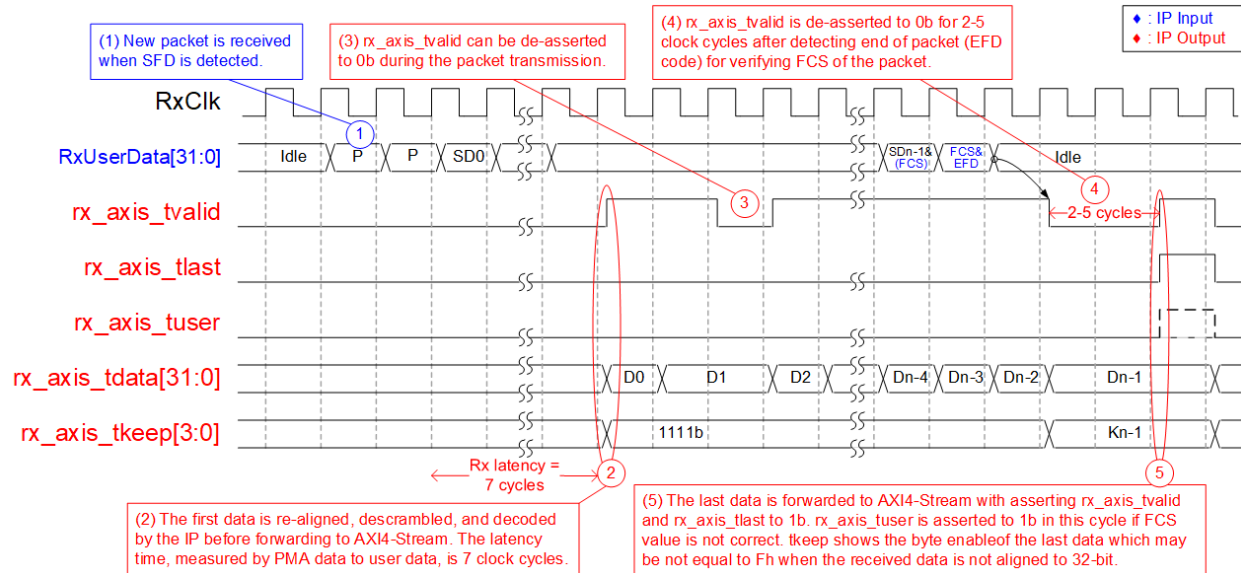 (1) New packet is received
when SFD is detected.
(3) rx_axis_tvalid can be de-asserted
to 0b during the packet transmission.
(4) rx_axis_tvalid is de-asserted to 0b for 2-5
clock cycles after detecting end of packet (EFD
code) for verifying FCS of the packet.
♦ : IP Input
♦ : IP Output
RxClk
1
RxUserData[31:0]
Idle
P
P
SD0
SDn-1&
(FCS)
FCS&
EFD
Idle
rx_axis_tvalid
3
4
2-5 cycles
rx_axis_tlast
rx_axis_tuser
rx_axis_tdata[31:0]
D0
D1
D2
Dn-4
Dn-3
Dn-2
Dn-1
rx_axis_tkeep[3:0]
1111b
Kn-1
Rx latency =
7 cycles
2
5
(2) The first data is re-aligned, descrambled, and decoded
by the IP before forwarding to AXI4-Stream. The latency
time, measured by PMA data to user data, is 7 clock cycles.
(5) The last data is forwarded to AXI4-Stream with asserting rx_axis_tvalid
and rx_axis_tlast to 1b. rx_axis_tuser is asserted to 1b in this cycle if FCS
value is not correct. tkeep shows the byte enableof the last data which may
be not equal to Fh when the received data is not aligned to 32-bit.